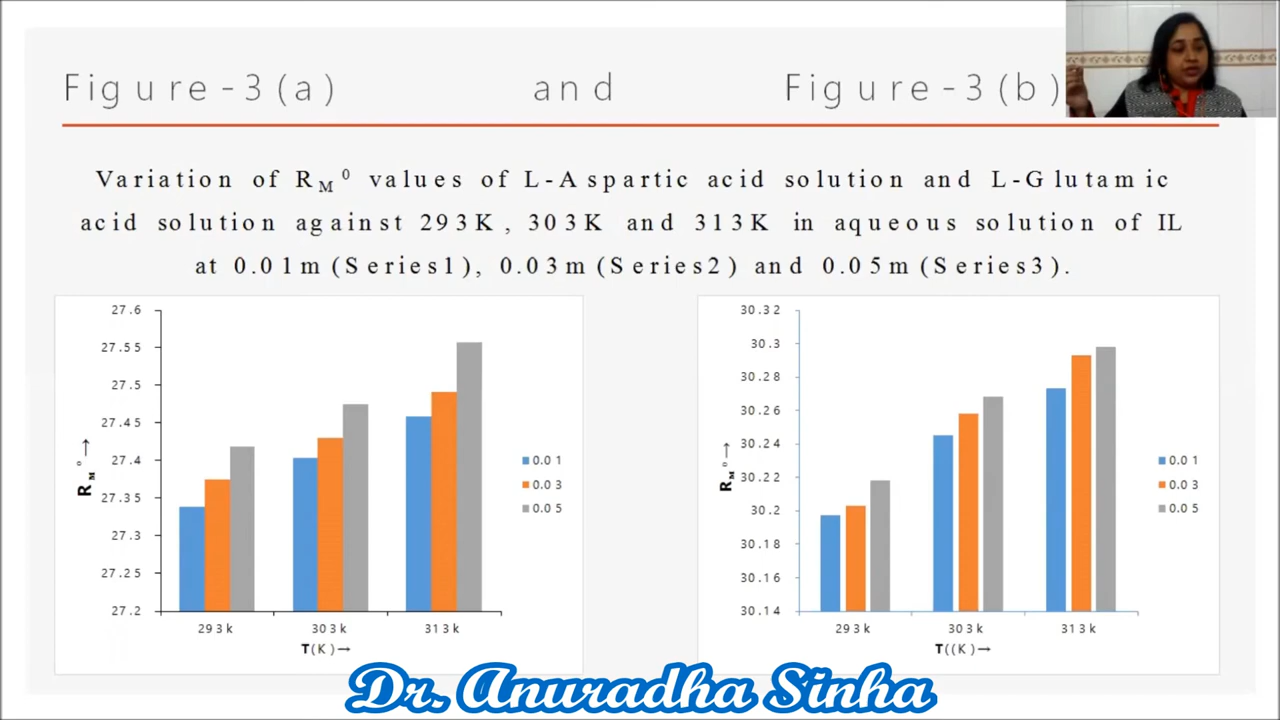 Figure-3(a) and Figure-3(b)
Variation of R_M^0 values of L-Aspartic acid solution and L-Glutamic
acid solution against 293K, 303K and 313K in aqueous solution of IL
at 0.01m (Series1), 0.03m (Series2) and 0.05m (Series3).
27.6
27.55
27.5
27.45
27.4
27.35
27.3
27.25
27.2
R_M^0→
293k 303k 313k
T(K)→
0.01
0.03
0.05
30.32
30.3
30.28
30.26
30.24
30.22
30.2
30.18
30.16
30.14
R_M^0→
293k 303k 313k
T((K)→
0.01
0.03
0.05
Dr. Anuradha Sinha